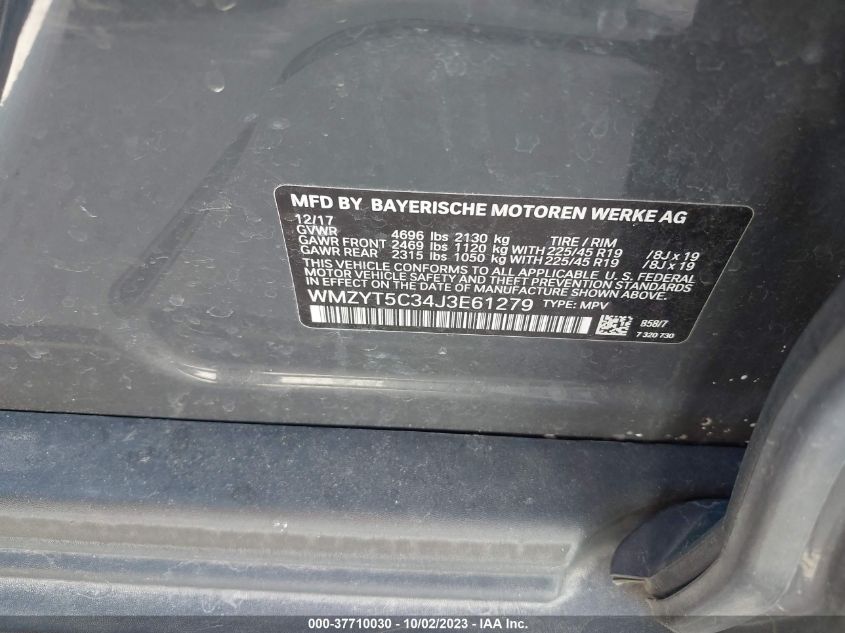 MFD BY BAYERISCHE MOTOREN WERKE AG
12/17
GVWR 4696 lbs 2130 kg TIRE / RIM
GAWR FRONT 2469 lbs 1120 kg WITH 225/45 R19 /8J x 19
GAWR REAR 2315 lbs 1050 kg WITH 225/45 R19 /8J x 19
THIS VEHICLE CONFORMS TO ALL APPLICABLE U. S. FEDERAL
MOTOR VEHICLE SAFETY, BUMPER, AND THEFT PREVENTION STANDARDS
IN EFFECT ON THE DATE OF MANUFACTURE SHOWN ABOVE.
WMZYT5C34J3E61279 TYPE: MPV
B58/7
7 320 730
000-37710030 - 10/02/2023 - © IAA, Inc.